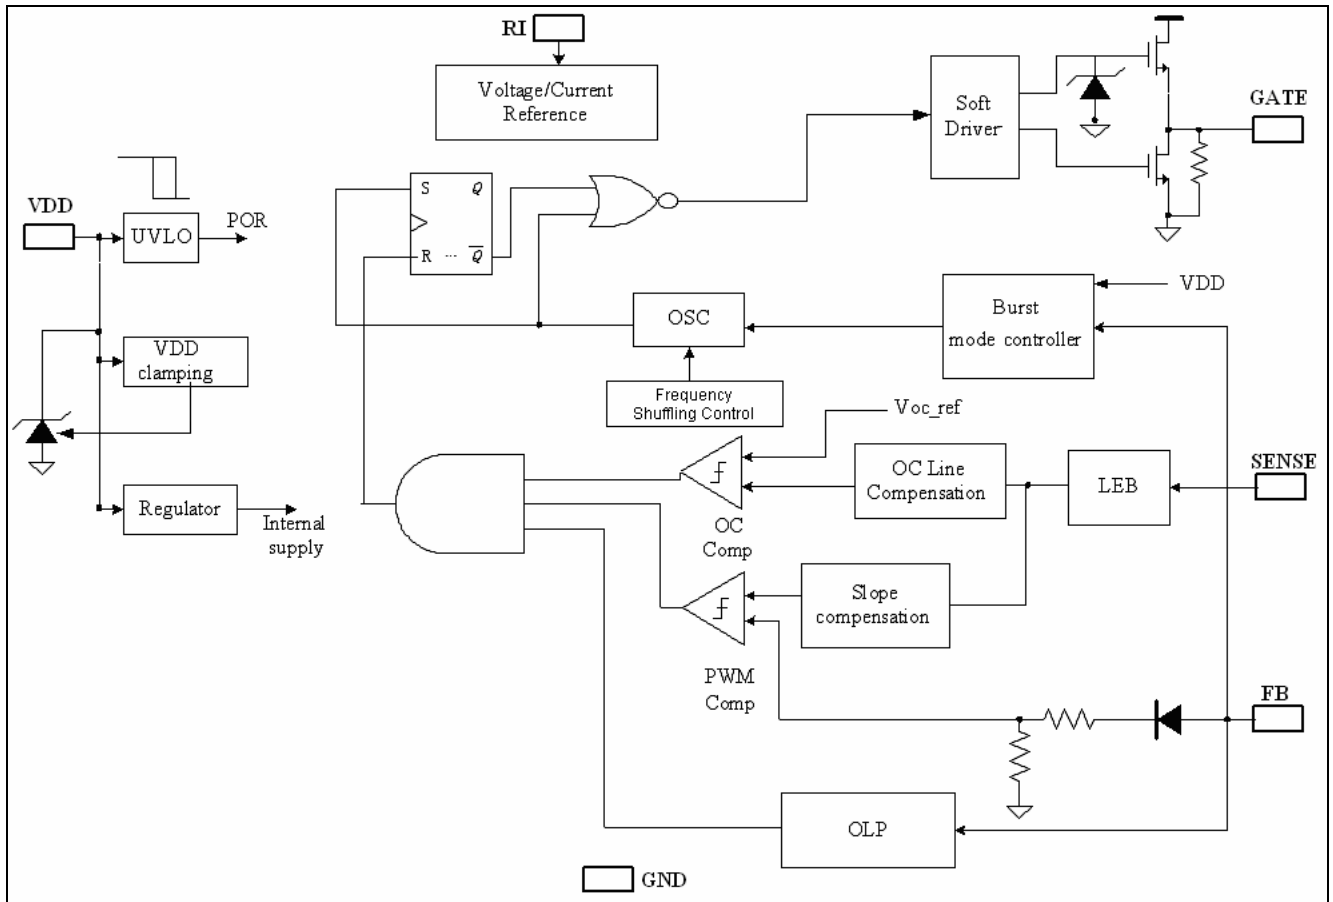 RI
Voltage/Current
Reference
Soft
Driver
GATE
S
Q
R
...
Q̅
VDD
UVLO
POR
OSC
Burst
mode controller
VDD
VDD
clamping
Frequency
Shuffling Control
Voc_ref
OC Line
Compensation
LEB
SENSE
OC
Comp
Regulator
Internal
supply
Slope
compensation
PWM
Comp
FB
OLP
GND